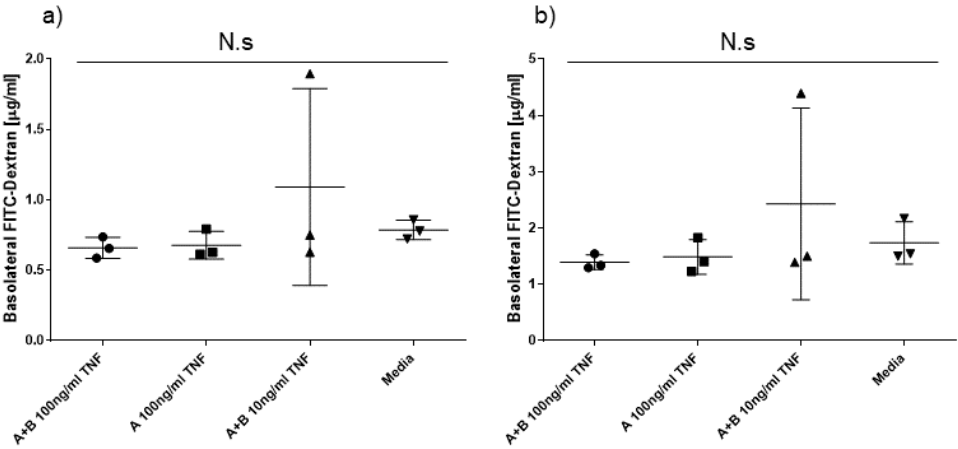 a)
N.s
Basolateral FITC-Dextran [µg/ml]
2.0
1.5
1.0
0.5
0.0
A+B 100ng/ml TNF
A 100ng/ml TNF
A+B 10ng/ml TNF
Media
b)
N.s
Basolateral FITC-Dextran [µg/ml]
5
4
3
2
1
0
A+B 100ng/ml TNF
A 100ng/ml TNF
A+B 10ng/ml TNF
Media